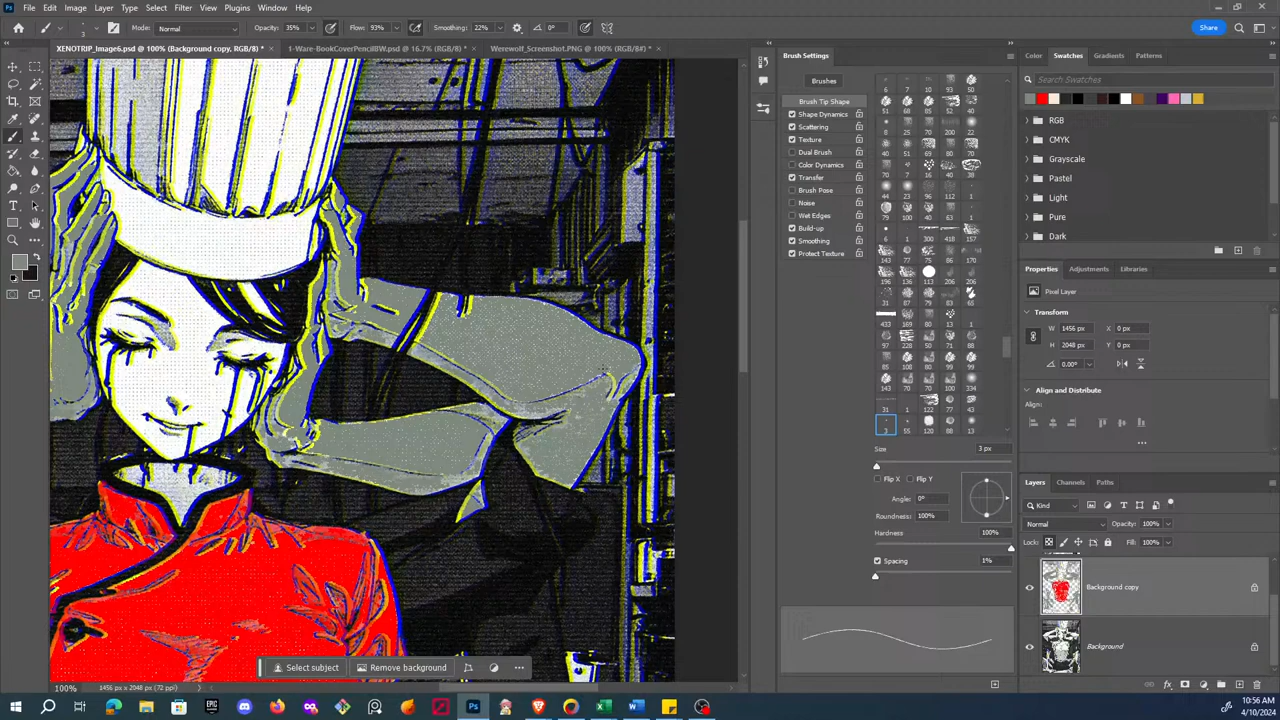 File Edit Image Layer Type Select Filter View Plugins Window Help
Mode: Normal Opacity: 35% Flow: 93% Smoothing: 22% 0° Share
3
XENOTRIP_Image6.psd @ 100% (Background copy, RGB/8) * 1-Ware-BookCoverPencilBW.psd @ 16.7% (RGB/8) * Werewolf_Screenshot.PNG @ 100% (RGB/8#) *
Brush Settings
Color Swatches Gradients Patterns
Brushes
Search Swatches
Brush Tip Shape
Shape Dynamics
Scattering
Texture
Dual Brush
Color Dynamics
Transfer
Brush Pose
Noise
Wet Edges
Build-up
Smoothing
Protect Texture
RGB
CMYK
Grayscale
Pastel
Light
Pure
Dark
Properties Adjustments Libraries
Pixel Layer
Transform
W 1456 px X 0 px
H 2048 px Y 0 px
0.00°
Align and Distribute
Align:
Size 3 px
Flip X Flip Y
Angle: 0°
Roundness: 100%
Hardness 100%
Spacing 1%
Layers Channels Paths
Kind
Normal Opacity: 100%
Lock: Fill: 100%
Background copy
Background
Select subject Remove background
100% 1456 px x 2048 px (72 ppi)
10:56 AM
4/10/2024